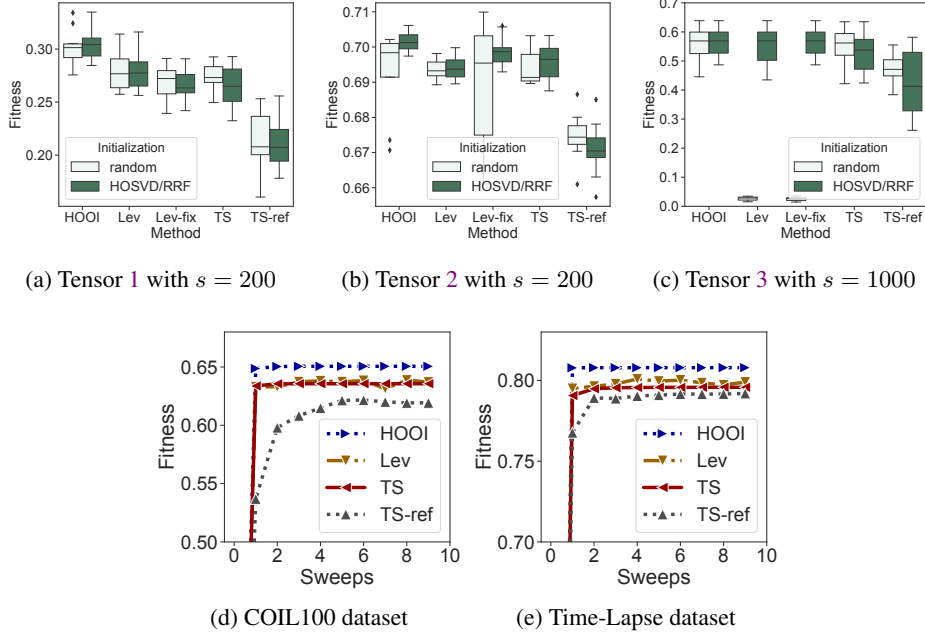 0.30
0.25
0.20
Fitness
Initialization
random
HOSVD/RRF
HOOI Lev Lev-fix TS TS-ref
Method
(a) Tensor 1 with s = 200
0.71
0.70
0.69
0.68
0.67
0.66
Fitness
Initialization
random
HOSVD/RRF
HOOI Lev Lev-fix TS TS-ref
Method
(b) Tensor 2 with s = 200
0.7
0.6
0.5
0.4
0.3
0.2
0.1
0.0
Fitness
Initialization
random
HOSVD/RRF
HOOI Lev Lev-fix TS TS-ref
Method
(c) Tensor 3 with s = 1000
0.65
0.60
0.55
0.50
Fitness
HOOI
Lev
TS
TS-ref
0 2 4 6 8 10
Sweeps
(d) COIL100 dataset
0.80
0.75
0.70
Fitness
HOOI
Lev
TS
TS-ref
0 2 4 6 8 10
Sweeps
(e) Time-Lapse dataset